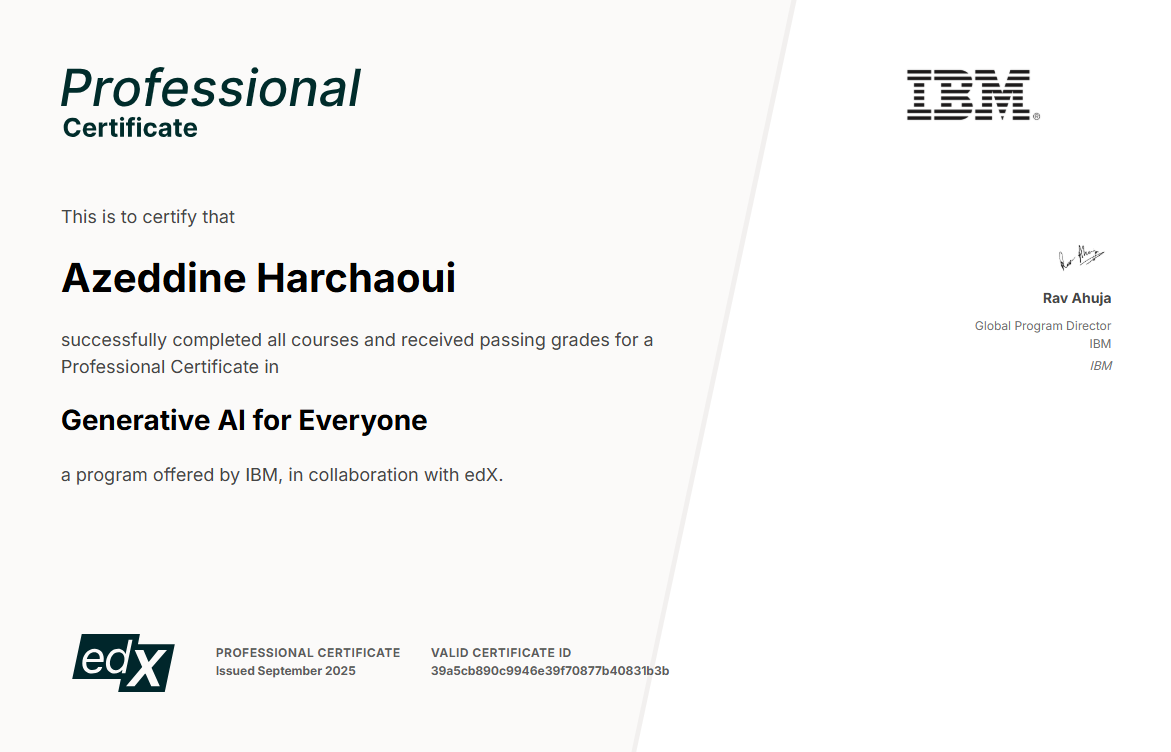 Professional
Certificate
IBM®
This is to certify that
Azeddine Harchaoui
successfully completed all courses and received passing grades for a
Professional Certificate in
Generative AI for Everyone
a program offered by IBM, in collaboration with edX.
Rav Ahuja
Rav Ahuja
Global Program Director
IBM
IBM
edX
PROFESSIONAL CERTIFICATE
Issued September 2025
VALID CERTIFICATE ID
39a5cb890c9946e39f70877b40831b3b